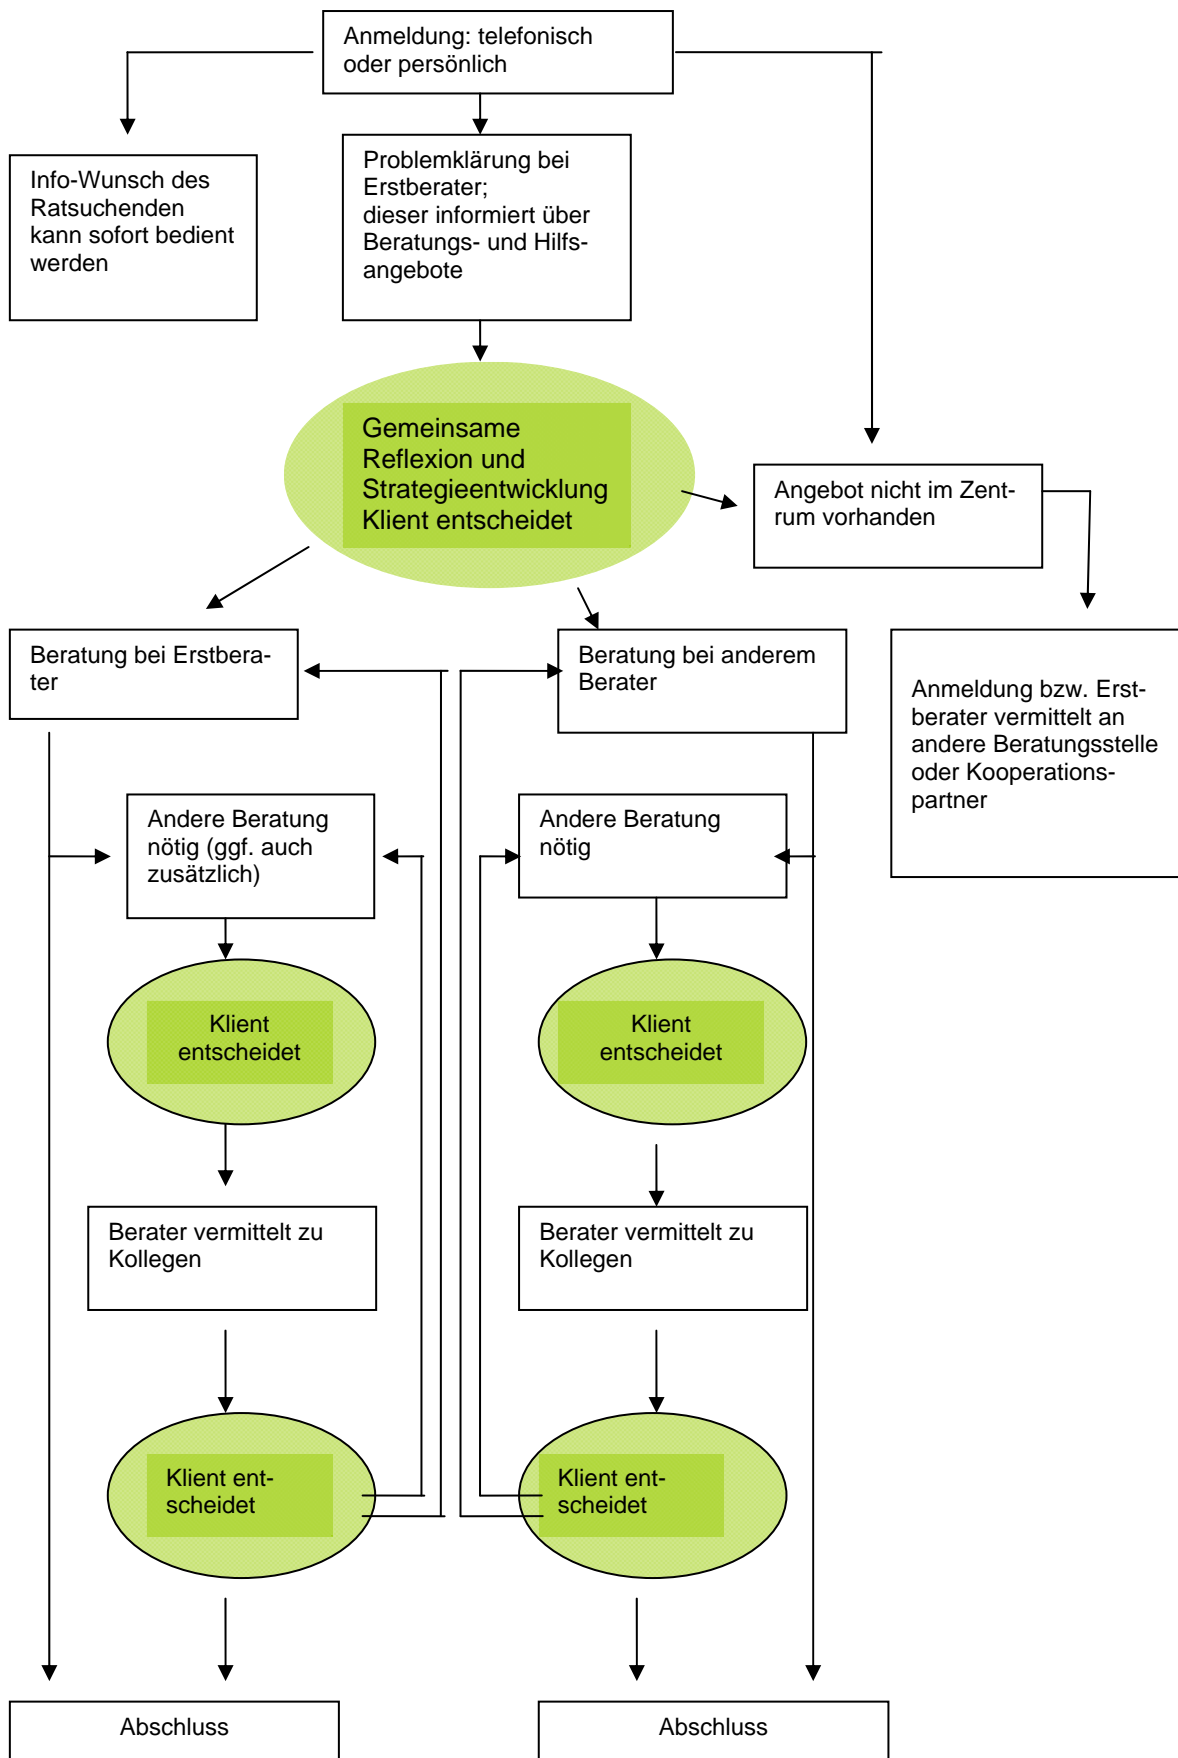 Anmeldung: telefonisch
oder persönlich
Info-Wunsch des
Ratsuchenden
kann sofort bedient
werden
Problemklärung bei
Erstberater;
dieser informiert über
Beratungs- und Hilfs-
angebote
Gemeinsame
Reflexion und
Strategieentwicklung
Klient entscheidet
Angebot nicht im Zent-
rum vorhanden
Beratung bei Erstbera-
ter
Beratung bei anderem
Berater
Anmeldung bzw. Erst-
berater vermittelt an
andere Beratungsstelle
oder Kooperations-
partner
Andere Beratung
nötig (ggf. auch
zusätzlich)
Andere Beratung
nötig
Klient
entscheidet
Klient
entscheidet
Berater vermittelt zu
Kollegen
Berater vermittelt zu
Kollegen
Klient ent-
scheidet
Klient ent-
scheidet
Abschluss
Abschluss